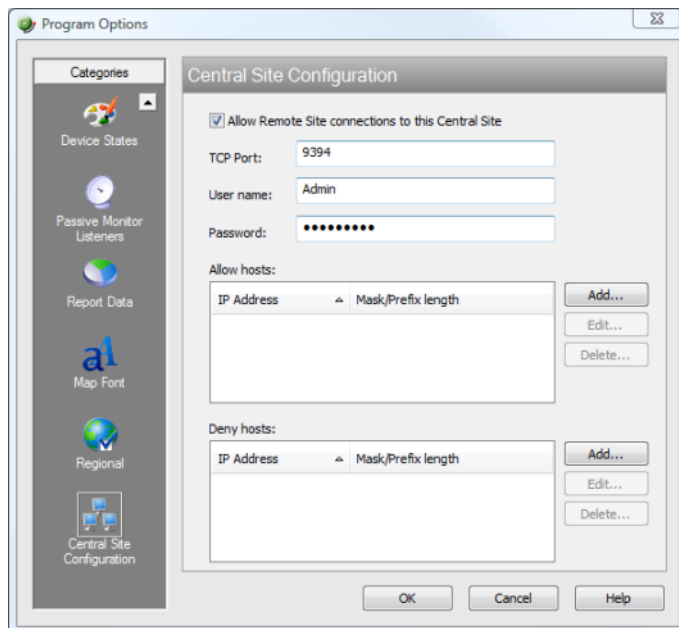 Program Options
Categories
Device States
Passive Monitor
Listeners
Report Data
a1
Map Font
Regional
Central Site
Configuration
Central Site Configuration
Allow Remote Site connections to this Central Site
TCP Port: 9394
User name: Admin
Password: •••••••••
Allow hosts:
IP Address Mask/Prefix length
Add...
Edit...
Delete...
Deny hosts:
IP Address Mask/Prefix length
Add...
Edit...
Delete...
OK Cancel Help